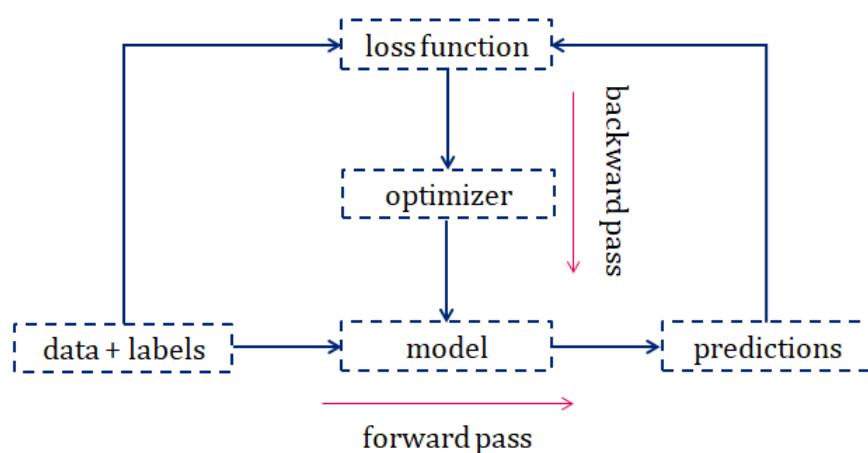 loss function
backward pass
optimizer
data + labels
model
predictions
forward pass